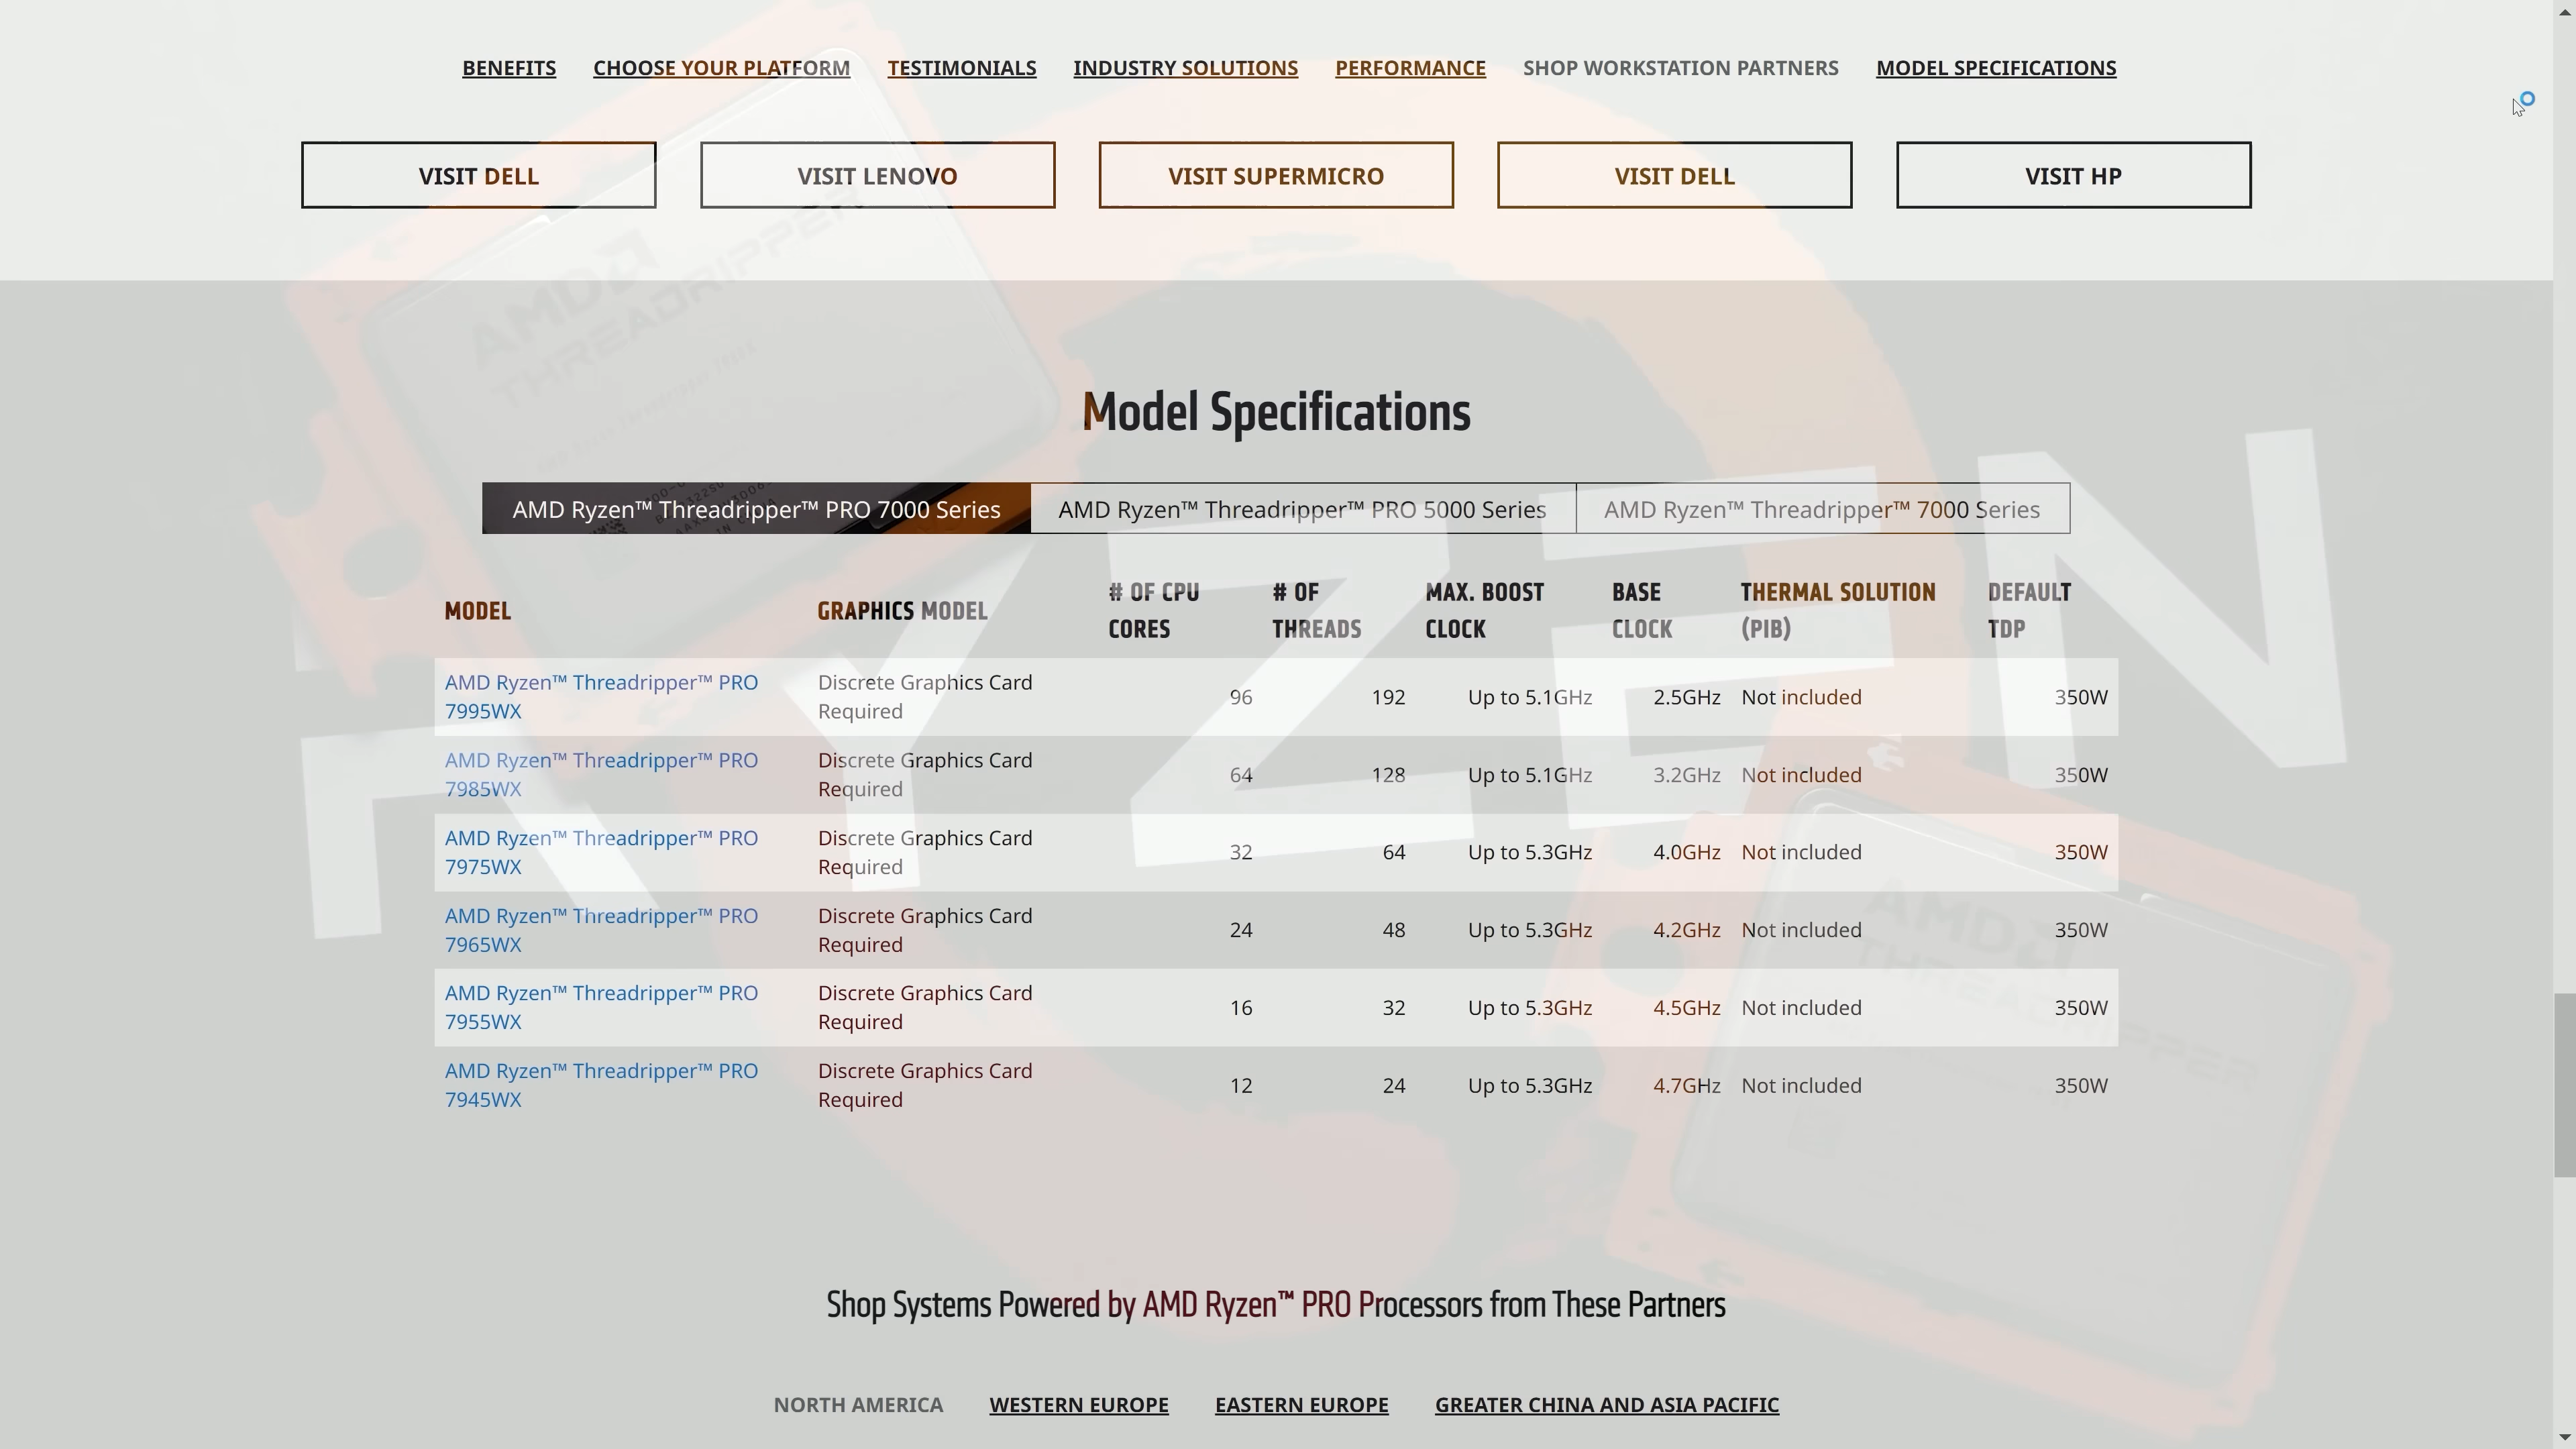 BENEFITS CHOOSE YOUR PLATFORM TESTIMONIALS INDUSTRY SOLUTIONS PERFORMANCE SHOP WORKSTATION PARTNERS MODEL SPECIFICATIONS
VISIT DELL VISIT LENOVO VISIT SUPERMICRO VISIT DELL VISIT HP
AMD
THREADRIPPER
Model Specifications
AMD Ryzen™ Threadripper™ PRO 7000 Series AMD Ryzen™ Threadripper™ PRO 5000 Series AMD Ryzen™ Threadripper™ 7000 Series
RYZEN
MODEL GRAPHICS MODEL # OF CPU CORES # OF THREADS MAX. BOOST CLOCK BASE CLOCK THERMAL SOLUTION (PIB) DEFAULT TDP
AMD Ryzen™ Threadripper™ PRO 7995WX Discrete Graphics Card Required 96 192 Up to 5.1GHz 2.5GHz Not included 350W
AMD Ryzen™ Threadripper™ PRO 7985WX Discrete Graphics Card Required 64 128 Up to 5.1GHz 3.2GHz Not included 350W
AMD Ryzen™ Threadripper™ PRO 7975WX Discrete Graphics Card Required 32 64 Up to 5.3GHz 4.0GHz Not included 350W
AMD Ryzen™ Threadripper™ PRO 7965WX Discrete Graphics Card Required 24 48 Up to 5.3GHz 4.2GHz Not included 350W
AMD Ryzen™ Threadripper™ PRO 7955WX Discrete Graphics Card Required 16 32 Up to 5.3GHz 4.5GHz Not included 350W
AMD Ryzen™ Threadripper™ PRO 7945WX Discrete Graphics Card Required 12 24 Up to 5.3GHz 4.7GHz Not included 350W
AMD
THREADRIPPER
Shop Systems Powered by AMD Ryzen™ PRO Processors from These Partners
NORTH AMERICA WESTERN EUROPE EASTERN EUROPE GREATER CHINA AND ASIA PACIFIC